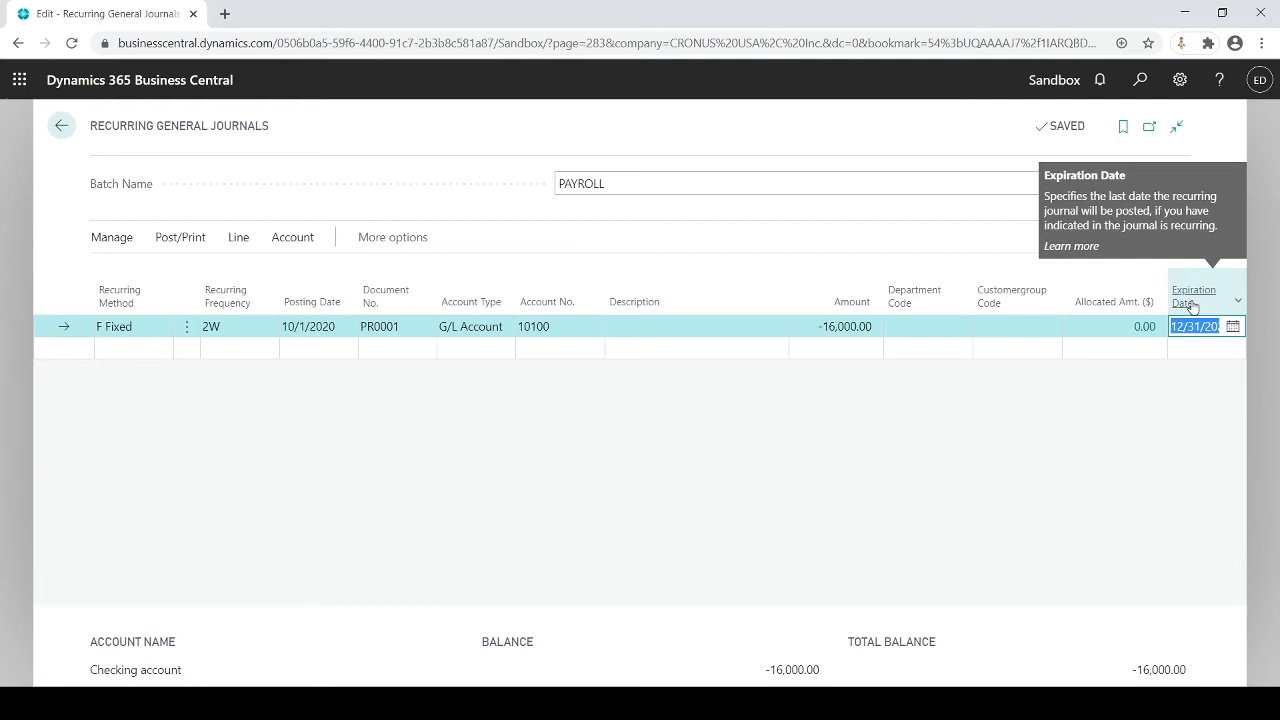 Edit - Recurring General Journals
businesscentral.dynamics.com/0506b0a5-59f6-4400-91c7-2b3b8c581a87/Sandbox/?page=283&company=CRONUS%20USA%2C%20Inc.&dc=0&bookmark=54%3bUQAAAAJ7%2f1IARQBD...
Dynamics 365 Business Central
Sandbox
ED
RECURRING GENERAL JOURNALS
SAVED
Batch Name
PAYROLL
Expiration Date
Specifies the last date the recurring
journal will be posted, if you have
indicated in the journal is recurring.
Learn more
Manage Post/Print Line Account More options
Recurring Method Recurring Frequency Posting Date Document No. Account Type Account No. Description Amount Department Code Customergroup Code Allocated Amt. ($) Expiration Date
F Fixed 2W 10/1/2020 PR0001 G/L Account 10100 -16,000.00 0.00 12/31/20
ACCOUNT NAME BALANCE TOTAL BALANCE
Checking account -16,000.00 -16,000.00